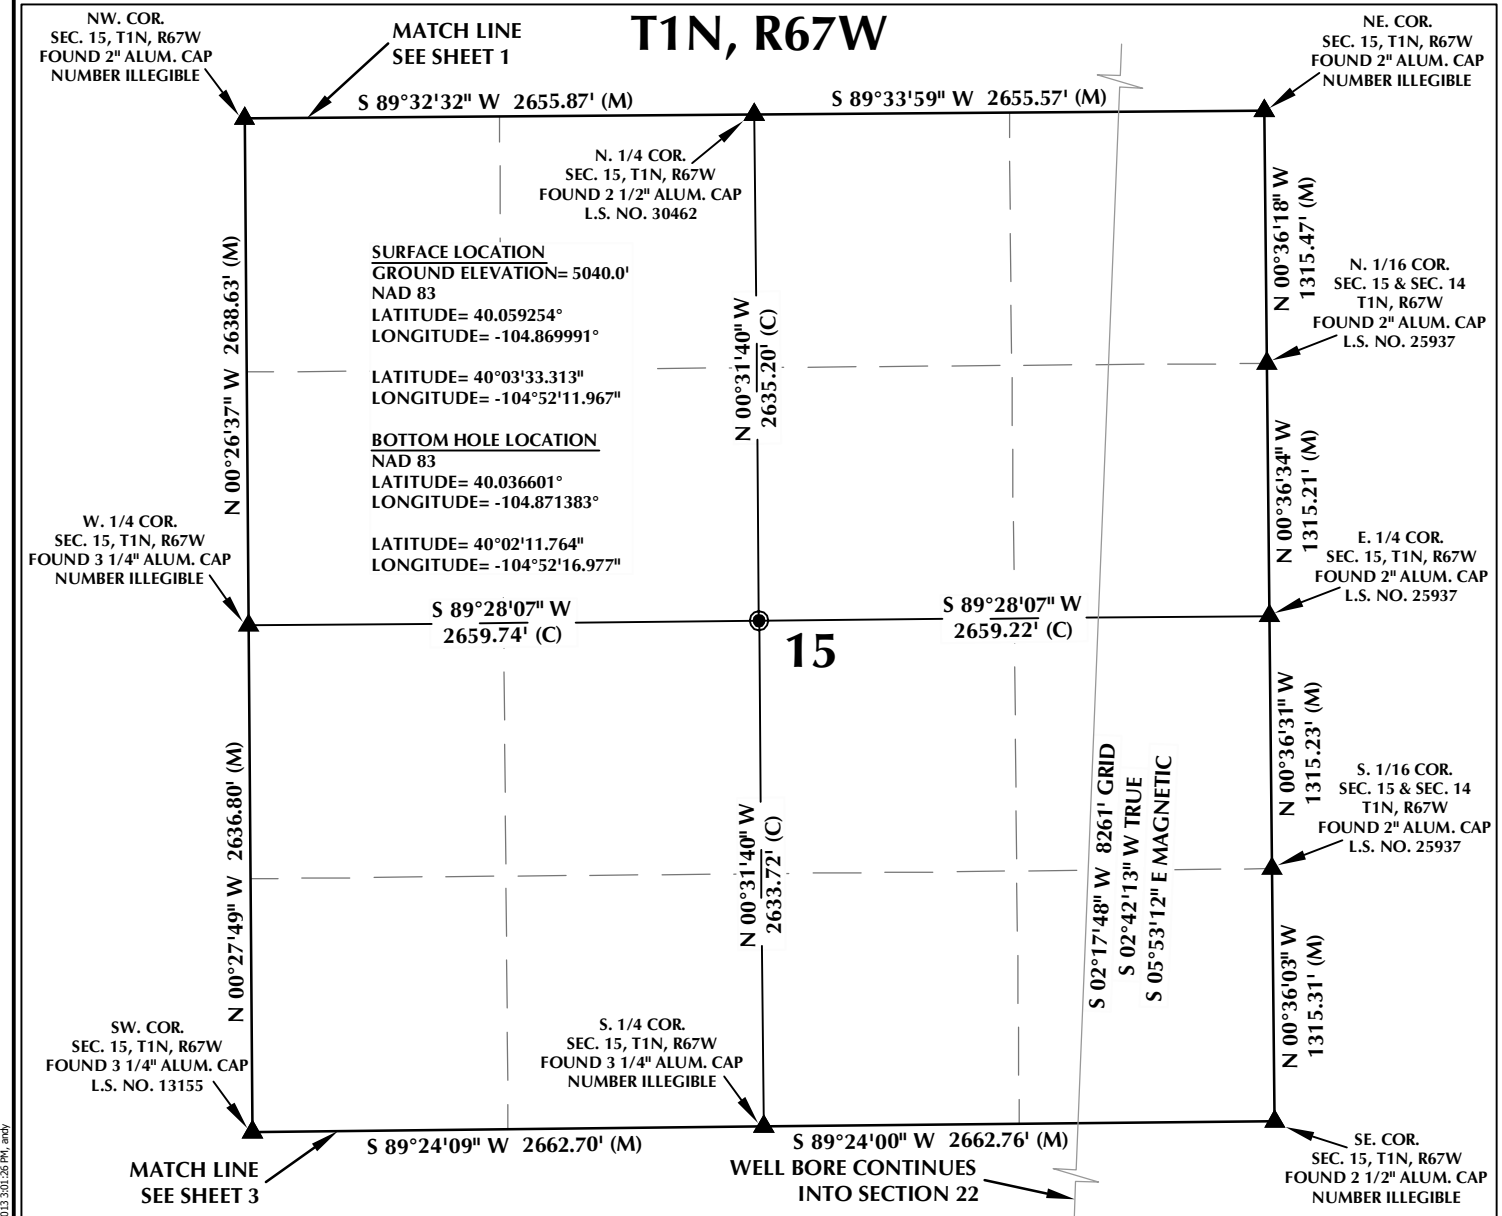 T1N, R67W
NW. COR.
SEC. 15, T1N, R67W
FOUND 2" ALUM. CAP
NUMBER ILLEGIBLE
MATCH LINE
SEE SHEET 1
NE. COR.
SEC. 15, T1N, R67W
FOUND 2" ALUM. CAP
NUMBER ILLEGIBLE
S 89°32'32" W 2655.87' (M)
S 89°33'59" W 2655.57' (M)
N. 1/4 COR.
SEC. 15, T1N, R67W
FOUND 2 1/2" ALUM. CAP
L.S. NO. 30462
N 00°36'18" W
1315.47' (M)
SURFACE LOCATION
GROUND ELEVATION= 5040.0'
NAD 83
LATITUDE= 40.059254°
LONGITUDE= -104.869991°
LATITUDE= 40°03'33.313"
LONGITUDE= -104°52'11.967"
BOTTOM HOLE LOCATION
NAD 83
LATITUDE= 40.036601°
LONGITUDE= -104.871383°
LATITUDE= 40°02'11.764"
LONGITUDE= -104°52'16.977"
N 00°26'37" W 2638.63' (M)
N 00°31'40" W
2635.20' (C)
N. 1/16 COR.
SEC. 15 & SEC. 14
T1N, R67W
FOUND 2" ALUM. CAP
L.S. NO. 25937
N 00°36'34" W
1315.21' (M)
W. 1/4 COR.
SEC. 15, T1N, R67W
FOUND 3 1/4" ALUM. CAP
NUMBER ILLEGIBLE
E. 1/4 COR.
SEC. 15, T1N, R67W
FOUND 2" ALUM. CAP
L.S. NO. 25937
S 89°28'07" W
2659.74' (C)
S 89°28'07" W
2659.22' (C)
15
N 00°27'49" W 2636.80' (M)
N 00°31'40" W
2633.72' (C)
S 02°17'48" W 8261' GRID
S 02°42'13" W TRUE
S 05°53'12" E MAGNETIC
N 00°36'31" W
1315.23' (M)
S. 1/16 COR.
SEC. 15 & SEC. 14
T1N, R67W
FOUND 2" ALUM. CAP
L.S. NO. 25937
N 00°36'03" W
1315.31' (M)
SW. COR.
SEC. 15, T1N, R67W
FOUND 3 1/4" ALUM. CAP
L.S. NO. 13155
S. 1/4 COR.
SEC. 15, T1N, R67W
FOUND 3 1/4" ALUM. CAP
NUMBER ILLEGIBLE
S 89°24'09" W 2662.70' (M)
S 89°24'00" W 2662.76' (M)
MATCH LINE
SEE SHEET 3
WELL BORE CONTINUES
INTO SECTION 22
SE. COR.
SEC. 15, T1N, R67W
FOUND 2 1/2" ALUM. CAP
NUMBER ILLEGIBLE
3:01:26 PM, andy